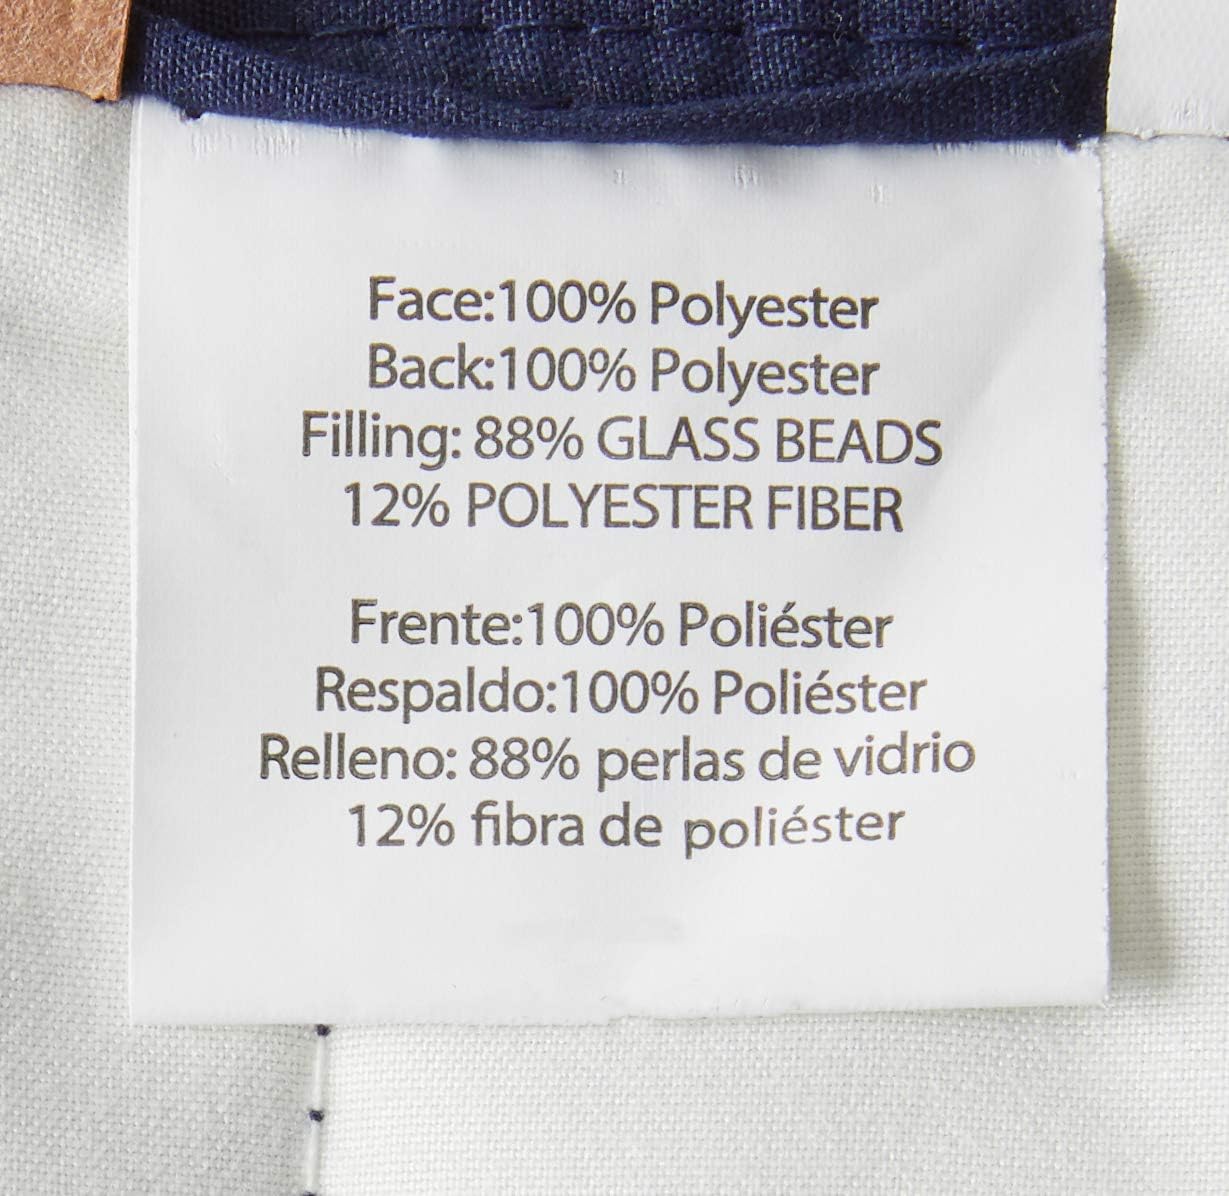 Face:100% Polyester
Back:100% Polyester
Filling: 88% GLASS BEADS
12% POLYESTER FIBER
Frente:100% Poliéster
Respaldo:100% Poliéster
Relleno: 88% perlas de vidrio
12% fibra de poliéster